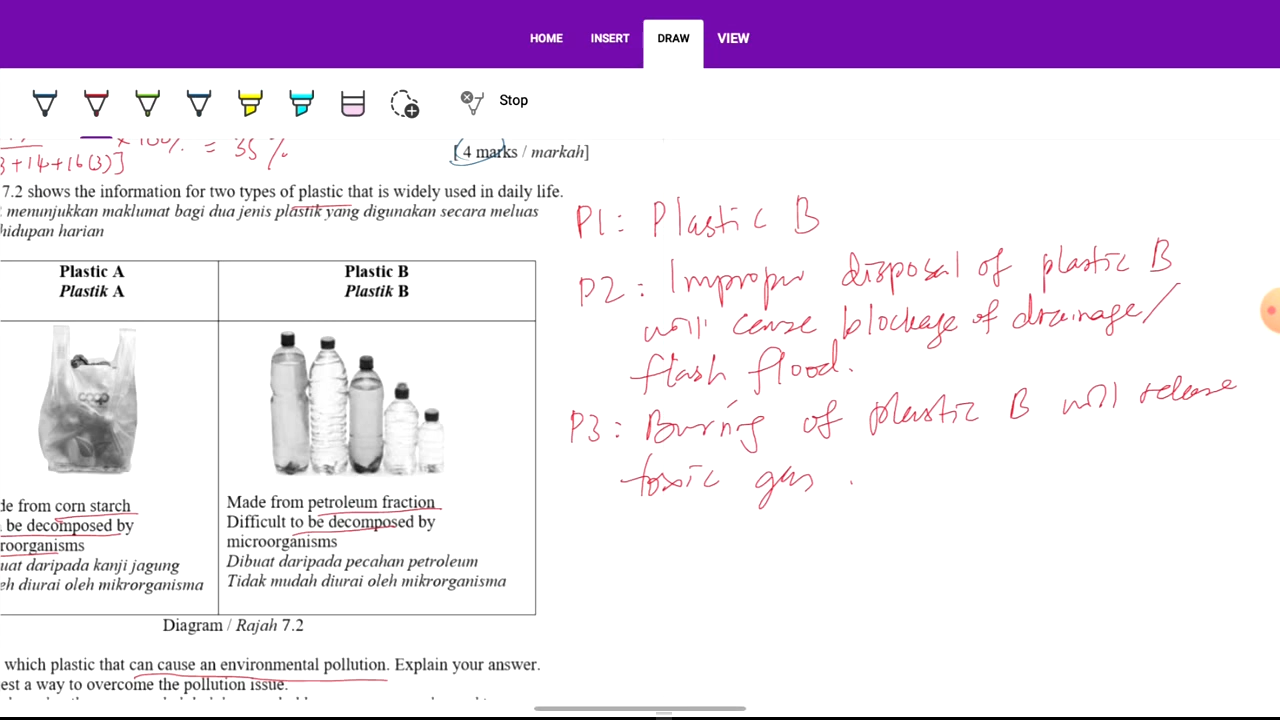 HOME INSERT DRAW VIEW
Stop
3+14+16(3)] × 100% = 35%
[4 marks / markah]
7.2 shows the information for two types of plastic that is widely used in daily life.
menunjukkan maklumat bagi dua jenis plastik yang digunakan secara meluas
hidupan harian
Plastic A
Plastik A
Plastic B
Plastik B
de from corn starch
be decomposed by
roorganisms
uat daripada kanji jagung
eh diurai oleh mikrorganisma
Made from petroleum fraction
Difficult to be decomposed by
microorganisms
Dibuat daripada pecahan petroleum
Tidak mudah diurai oleh mikrorganisma
Diagram / Rajah 7.2
which plastic that can cause an environmental pollution. Explain your answer.
est a way to overcome the pollution issue.
P1: Plastic B
P2: Improper disposal of plastic B
will cause blockage of drainage/
flash flood.
P3: Burning of plastic B will release
toxic gas.